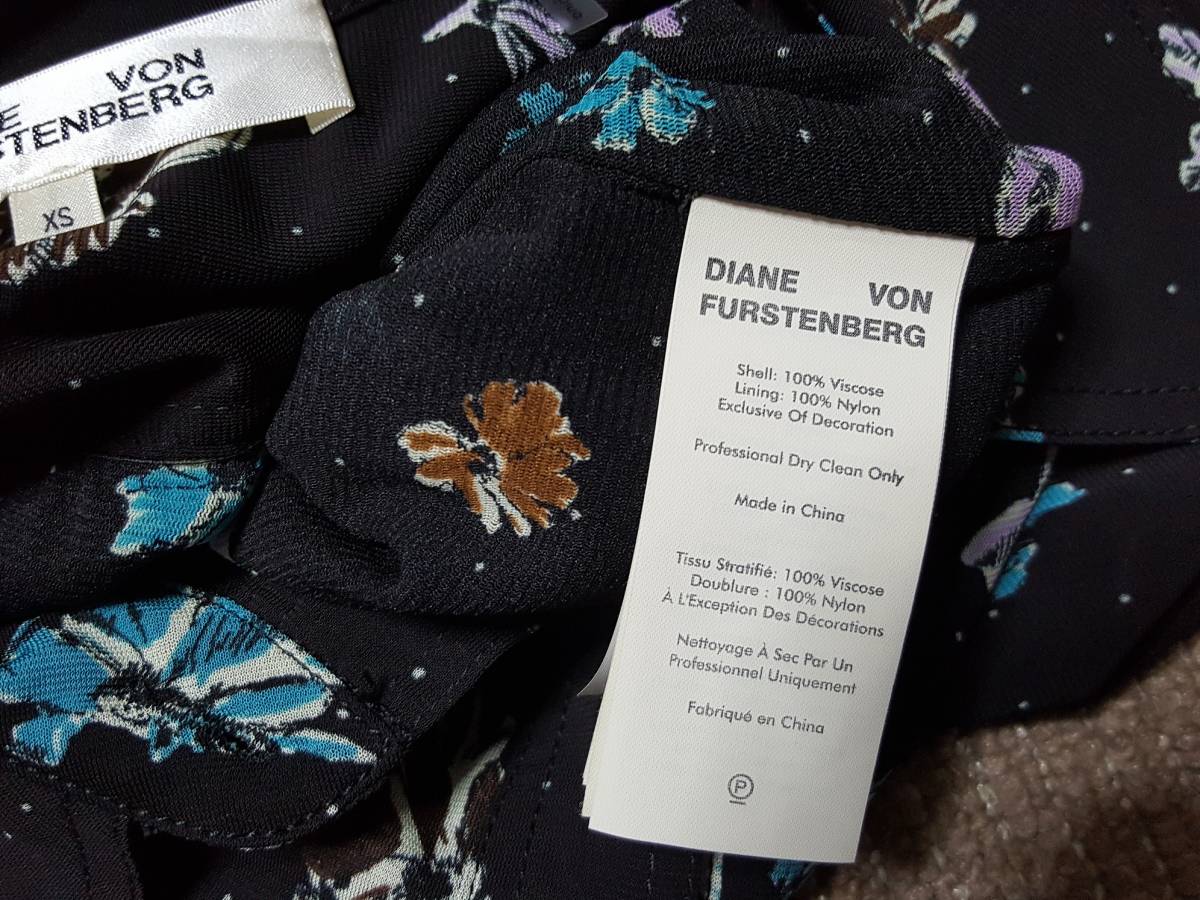 VON
STENBERG
XS
DIANE VON
FURSTENBERG
Shell: 100% Viscose
Lining: 100% Nylon
Exclusive Of Decoration
Professional Dry Clean Only
Made in China
Tissu Stratifié: 100% Viscose
Doublure : 100% Nylon
À L'Exception Des Décorations
Nettoyage À Sec Par Un
Professionnel Uniquement
Fabriqué en China
P